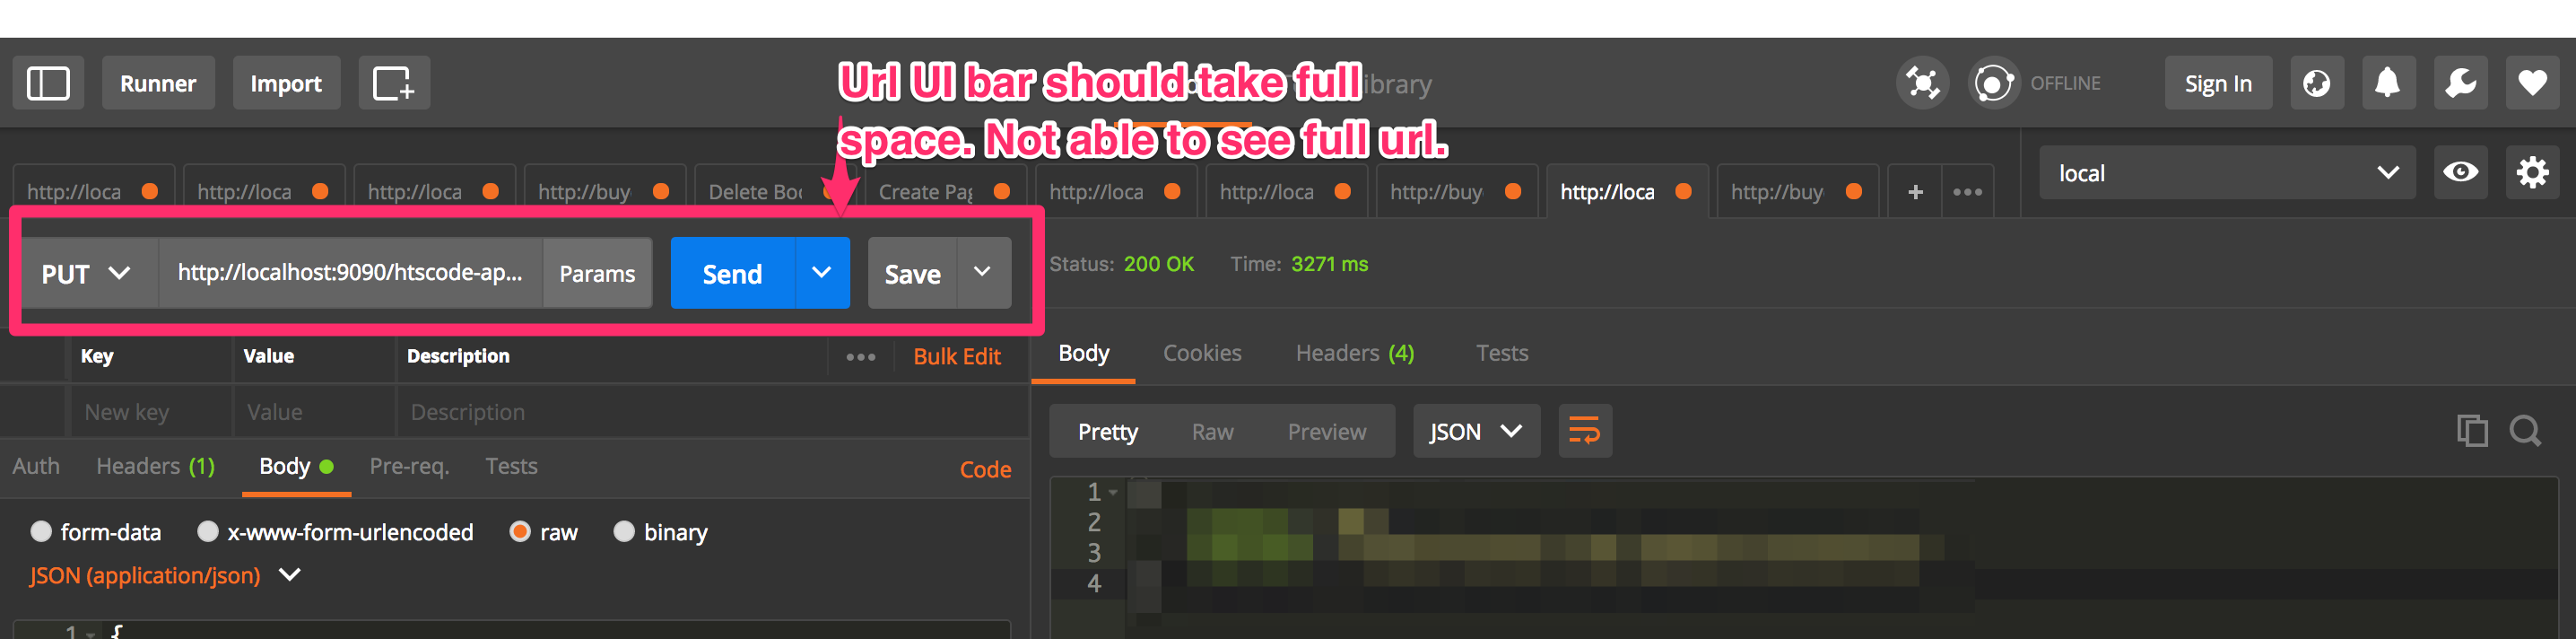 Runner Import Url UI bar should take full ibrary OFFLINE Sign In
space. Not able to see full url.
http://loca http://loca http://loca http://buy Delete Boo Create Pag http://loca http://loca http://buy http://loca http://buy + local
PUT http://localhost:9090/htscode-ap... Params Send Save Status: 200 OK Time: 3271 ms
Key Value Description Bulk Edit Body Cookies Headers (4) Tests
New key Value Description
Pretty Raw Preview JSON
Auth Headers (1) Body Pre-req. Tests Code
1
2
form-data x-www-form-urlencoded raw binary
3
JSON (application/json)
4
1 {